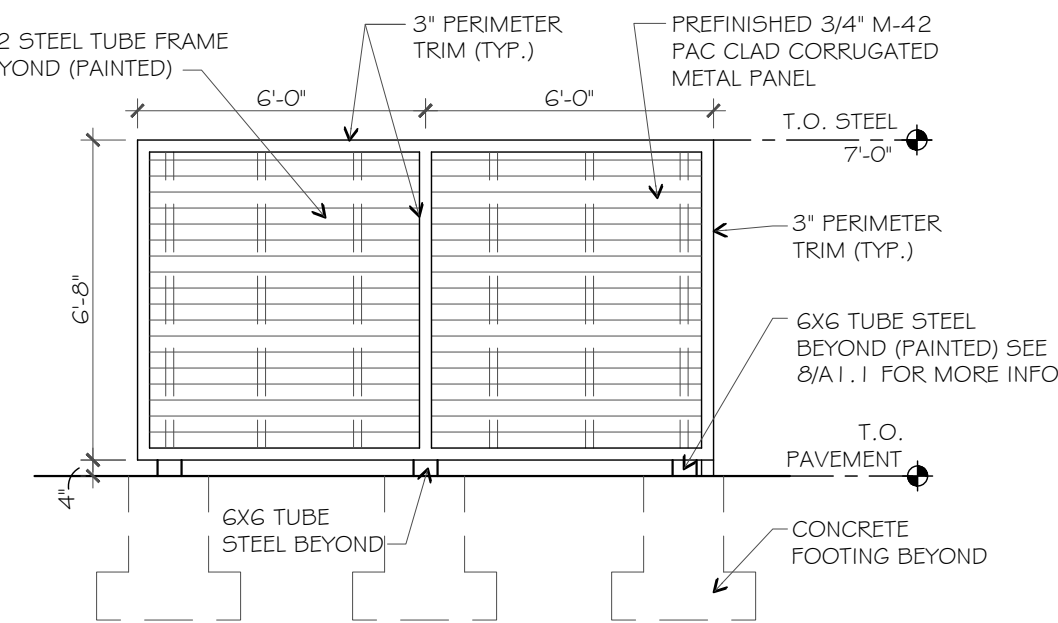 2 STEEL TUBE FRAME
YOND (PAINTED)
3" PERIMETER
TRIM (TYP.)
PREFINISHED 3/4" M-42
PAC CLAD CORRUGATED
METAL PANEL
6'-0"
6'-0"
T.O. STEEL
7'-0"
3" PERIMETER
TRIM (TYP.)
6'-8"
6X6 TUBE STEEL
BEYOND (PAINTED) SEE
8/A1.1 FOR MORE INFO
T.O.
PAVEMENT
4"
6X6 TUBE
STEEL BEYOND
CONCRETE
FOOTING BEYOND